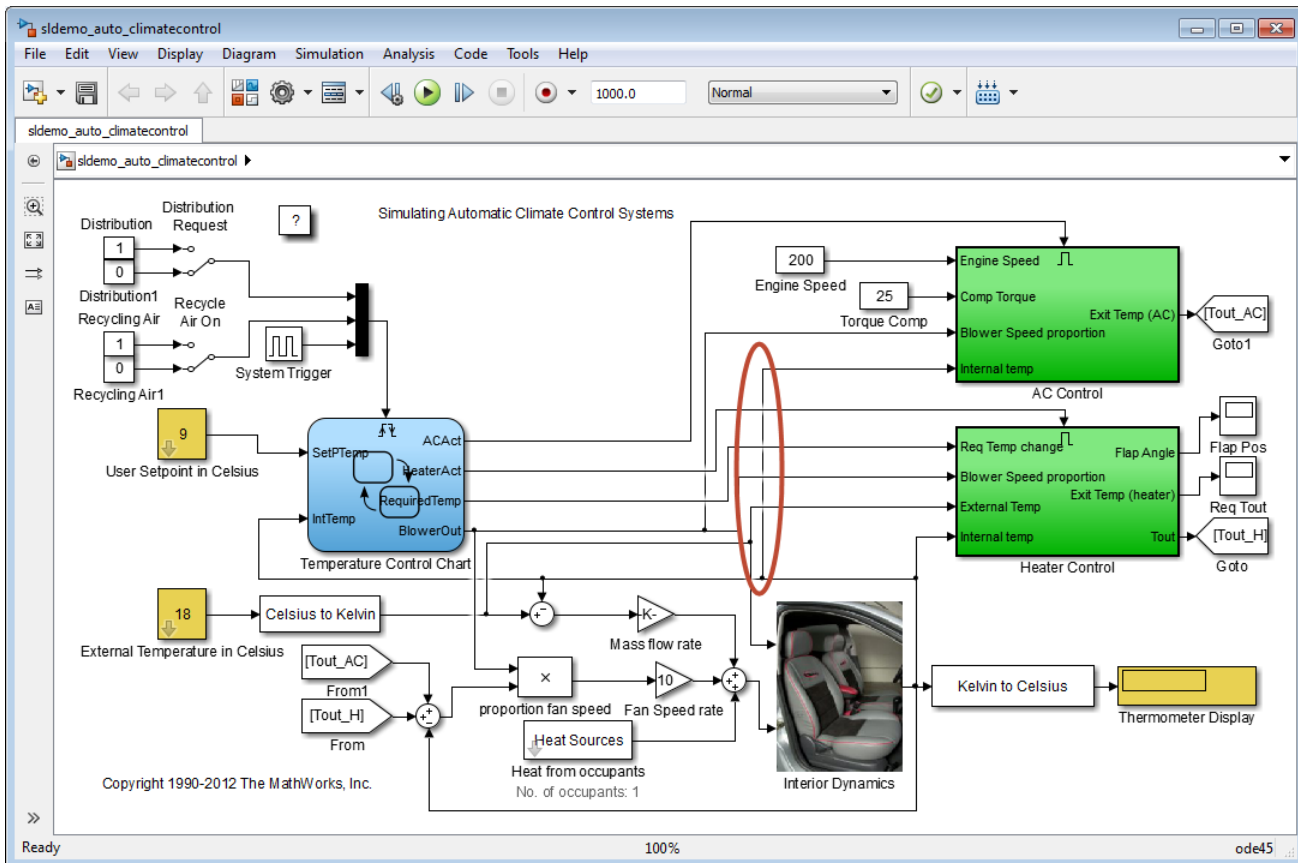 sldemo_auto_climatecontrol
File Edit View Display Diagram Simulation Analysis Code Tools Help
1000.0
Normal
sldemo_auto_climatecontrol
sldemo_auto_climatecontrol
Simulating Automatic Climate Control Systems
?
Distribution
Request
Distribution
1
0
Distribution1
Recycle
Air On
Recycling Air
1
0
Recycling Air1
System Trigger
9
User Setpoint in Celsius
SetPTemp
IntTemp
ACAct
HeaterAct
RequiredTemp
BlowerOut
Temperature Control Chart
200
Engine Speed
25
Torque Comp
Engine Speed
Comp Torque
Blower Speed proportion
Internal temp
Exit Temp (AC)
AC Control
[Tout_AC]
Goto1
Req Temp change
Blower Speed proportion
External Temp
Internal temp
Flap Angle
Exit Temp (heater)
Tout
Heater Control
Flap Pos
Req Tout
[Tout_H]
Goto
18
External Temperature in Celsius
Celsius to Kelvin
+
−
-K-
Mass flow rate
[Tout_AC]
From1
[Tout_H]
From
+
+
−
×
proportion fan speed
10
Fan Speed rate
+
+
+
Heat Sources
Heat from occupants
No. of occupants: 1
Interior Dynamics
Kelvin to Celsius
Thermometer Display
Copyright 1990-2012 The MathWorks, Inc.
Ready
100%
ode45